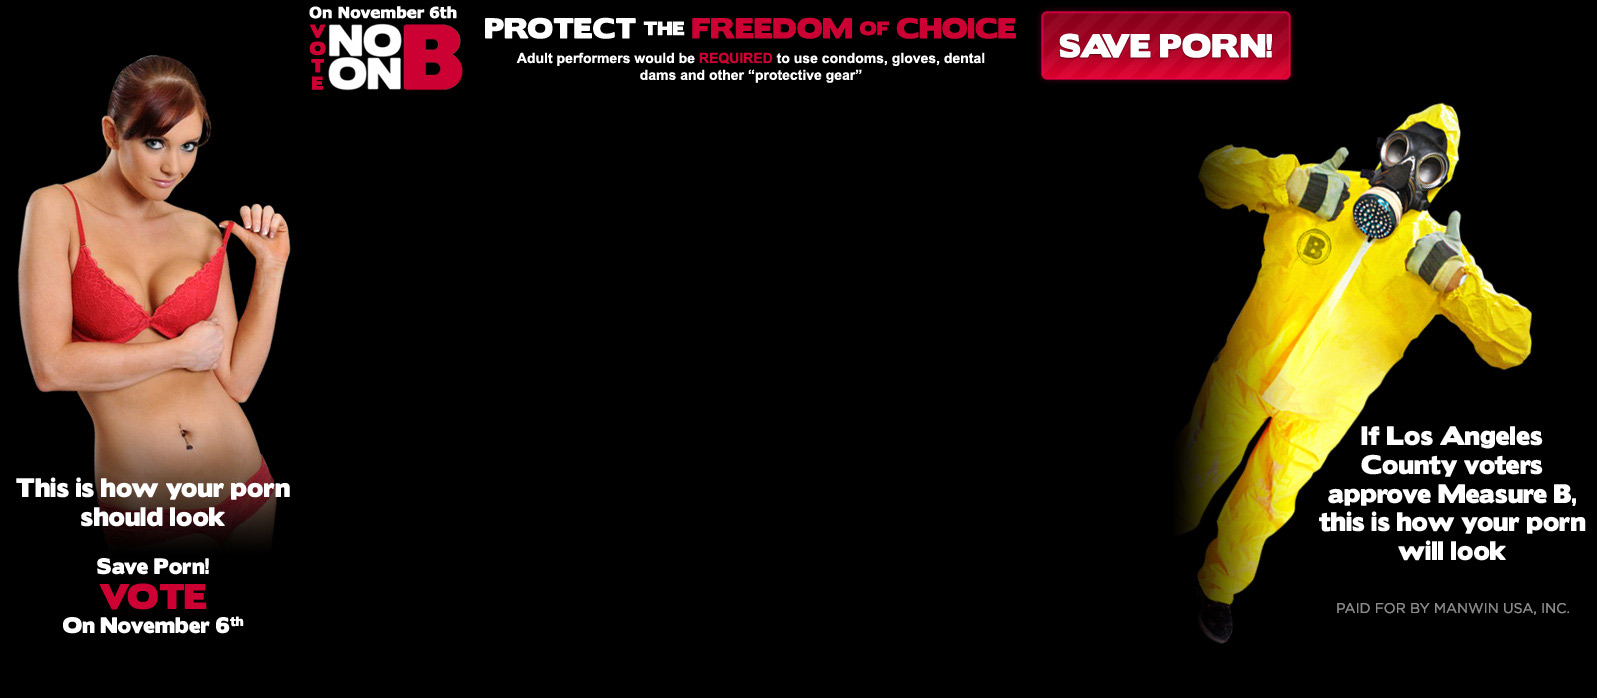 On November 6th
VOTE
NO
ON
B
PROTECT THE FREEDOM OF CHOICE
Adult performers would be REQUIRED to use condoms, gloves, dental
dams and other “protective gear”
SAVE PORN!
This is how your porn
should look
Save Porn!
VOTE
On November 6th
B
If Los Angeles
County voters
approve Measure B,
this is how your porn
will look
PAID FOR BY MANWIN USA, INC.